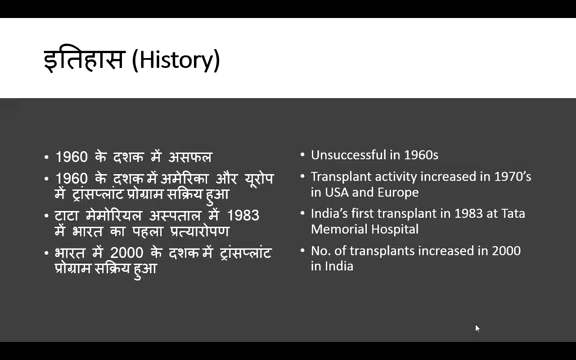 इतिहास (History)
• 1960 के दशक में असफल
• 1960 के दशक में अमेरिका और यूरोप
में ट्रांसप्लांट प्रोग्राम सक्रिय हुआ
• टाटा मेमोरियल अस्पताल में 1983
में भारत का पहला प्रत्यारोपण
• भारत में 2000 के दशक में ट्रांसप्लांट
प्रोग्राम सक्रिय हुआ
• Unsuccessful in 1960s
• Transplant activity increased in 1970's
in USA and Europe
• India's first transplant in 1983 at Tata
Memorial Hospital
• No. of transplants increased in 2000
in India